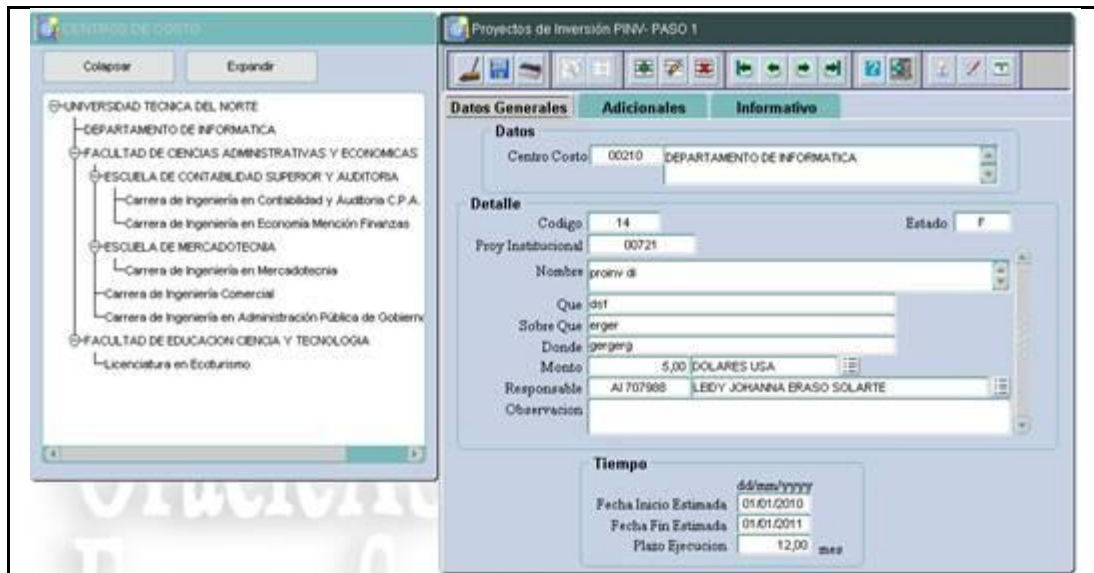 CENTROS DE COSTO
Colapsar Expandir
UNIVERSIDAD TECNICA DEL NORTE
DEPARTAMENTO DE INFORMATICA
FACULTAD DE CIENCIAS ADMINISTRATIVAS Y ECONOMICAS
ESCUELA DE CONTABILIDAD SUPERIOR Y AUDITORIA
Carrera de Ingeniería en Contabilidad y Auditoria C.P.A.
Carrera de Ingeniería en Economía Mención Finanzas
ESCUELA DE MERCADOTECNIA
Carrera de Ingeniería en Mercadotecnia
Carrera de Ingeniería Comercial
Carrera de Ingeniería en Administración Pública de Gobierno
FACULTAD DE EDUCACION CIENCIA Y TECNOLOGIA
Licenciatura en Ecoturismo
Proyectos de Inversión PINV- PASO 1
Datos Generales Adicionales Informativo
Datos
Centro Costo 00210 DEPARTAMENTO DE INFORMATICA
Detalle
Codigo 14 Estado F
Proy Institucional 00721
Nombre proinv di
Que dsf
Sobre Que erger
Donde gergerg
Monto 5,00 DOLARES USA
Responsable AI707988 LEIDY JOHANNA ERASO SOLARTE
Observacion
Tiempo
dd/mm/yyyy
Fecha Inicio Estimada 01/01/2010
Fecha Fin Estimada 01/01/2011
Plazo Ejecucion 12,00 mes